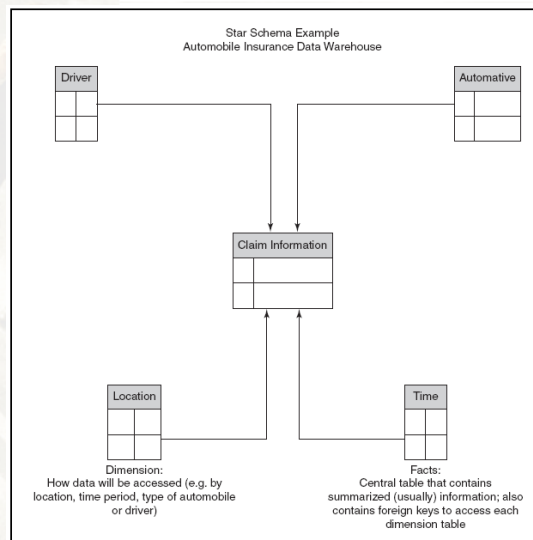 Star Schema Example
Automobile Insurance Data Warehouse
Driver
Automative
Claim Information
Location
Time
Dimension:
How data will be accessed (e.g. by
location, time period, type of automobile
or driver)
Facts:
Central table that contains
summarized (usually) information; also
contains foreign keys to access each
dimension table